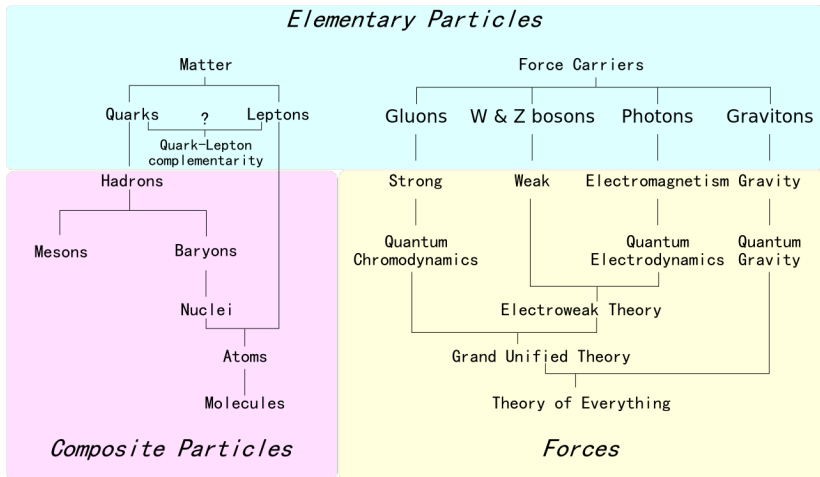 Elementary Particles
Matter
Force Carriers
Quarks
?
Leptons
Gluons
W & Z bosons
Photons
Gravitons
Quark-Lepton
complementarity
Hadrons
Strong
Weak
Electromagnetism
Gravity
Mesons
Baryons
Quantum
Chromodynamics
Quantum
Electrodynamics
Quantum
Gravity
Nuclei
Electroweak Theory
Atoms
Grand Unified Theory
Molecules
Theory of Everything
Composite Particles
Forces